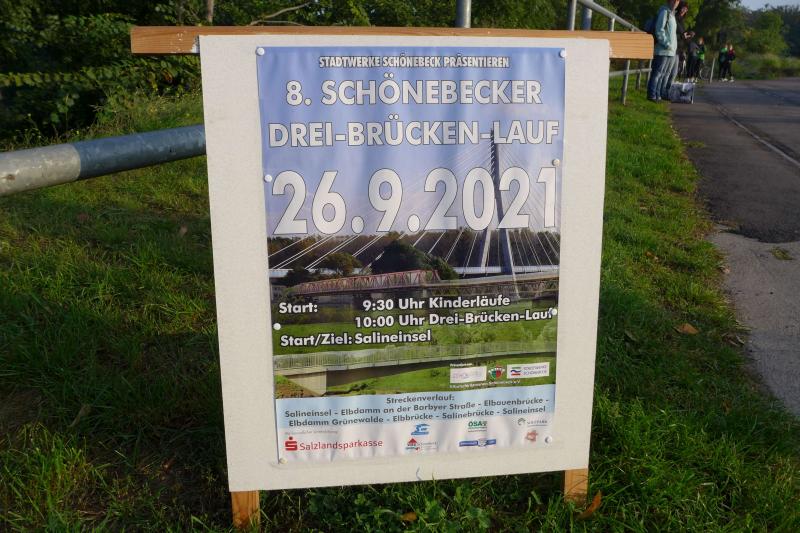 STADTWERKE SCHÖNEBECK PRÄSENTIEREN
8. SCHÖNEBECKER
DREI-BRÜCKEN-LAUF
26.9.2021
Start: 9:30 Uhr Kinderläufe
10:00 Uhr Drei-Brücken-Lauf
Start/Ziel: Salineinsel
Streckenverlauf:
Salineinsel - Elbdamm an der Barbyer Straße - Elbauenbrücke -
Elbdamm Grünewalde - Elbbrücke - Salinebrücke - Salineinsel
Salzlandsparkasse
ÖSA